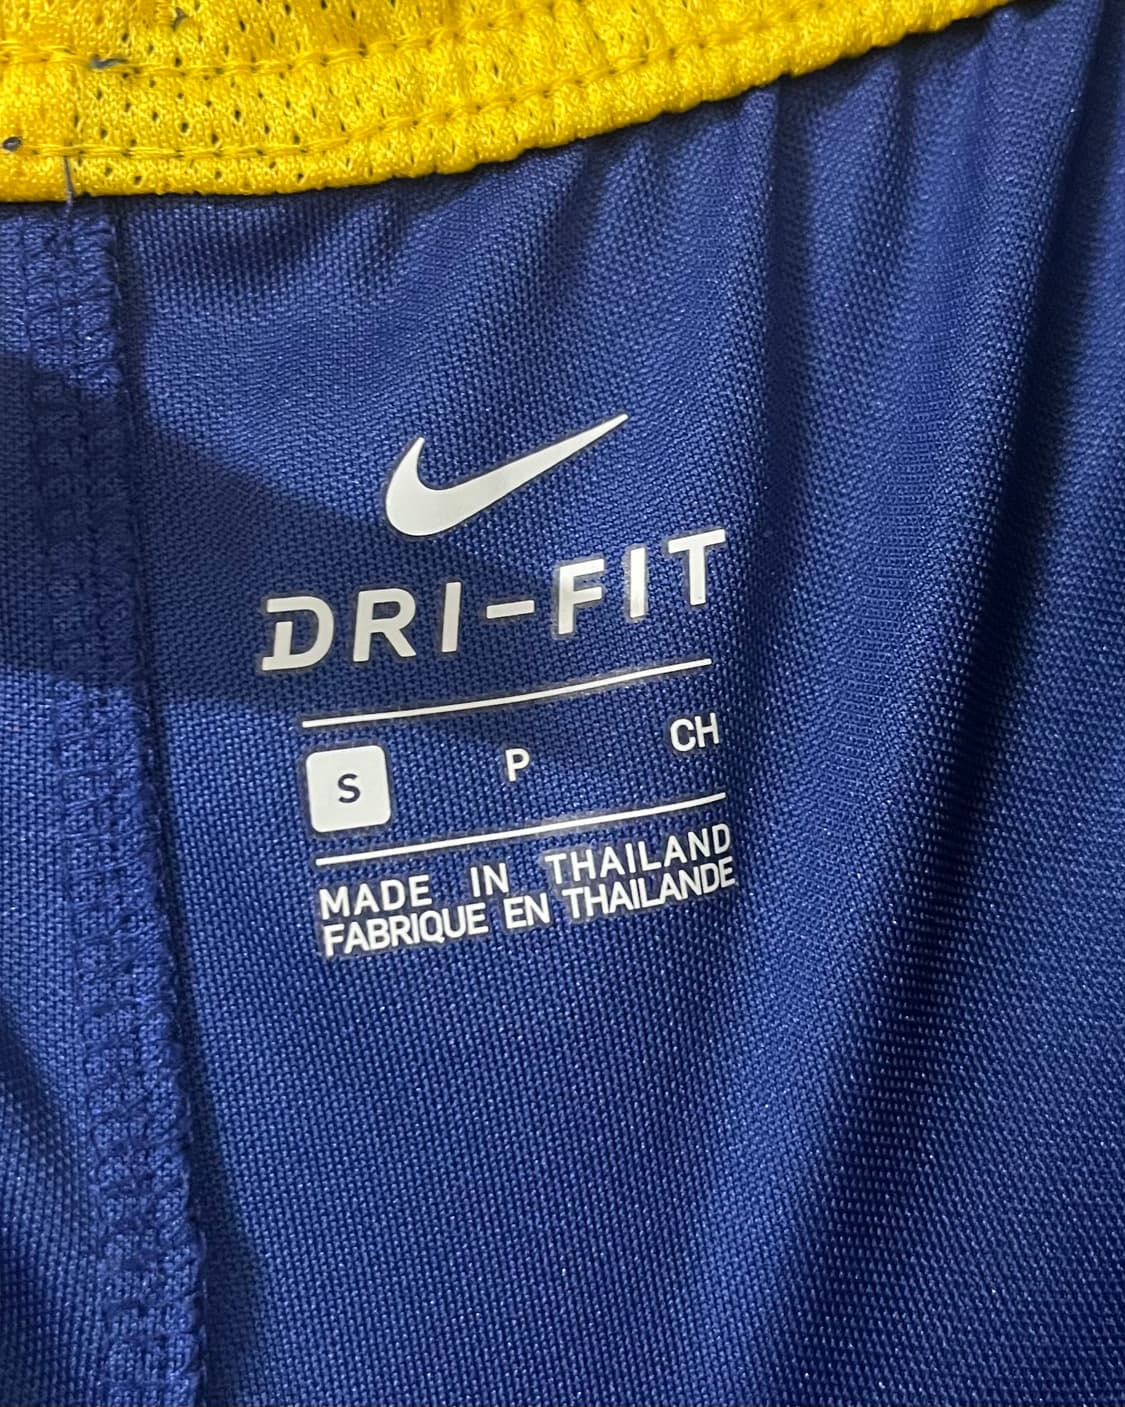 DRI-FIT
S P CH
MADE IN THAILAND
FABRIQUE EN THAILANDE